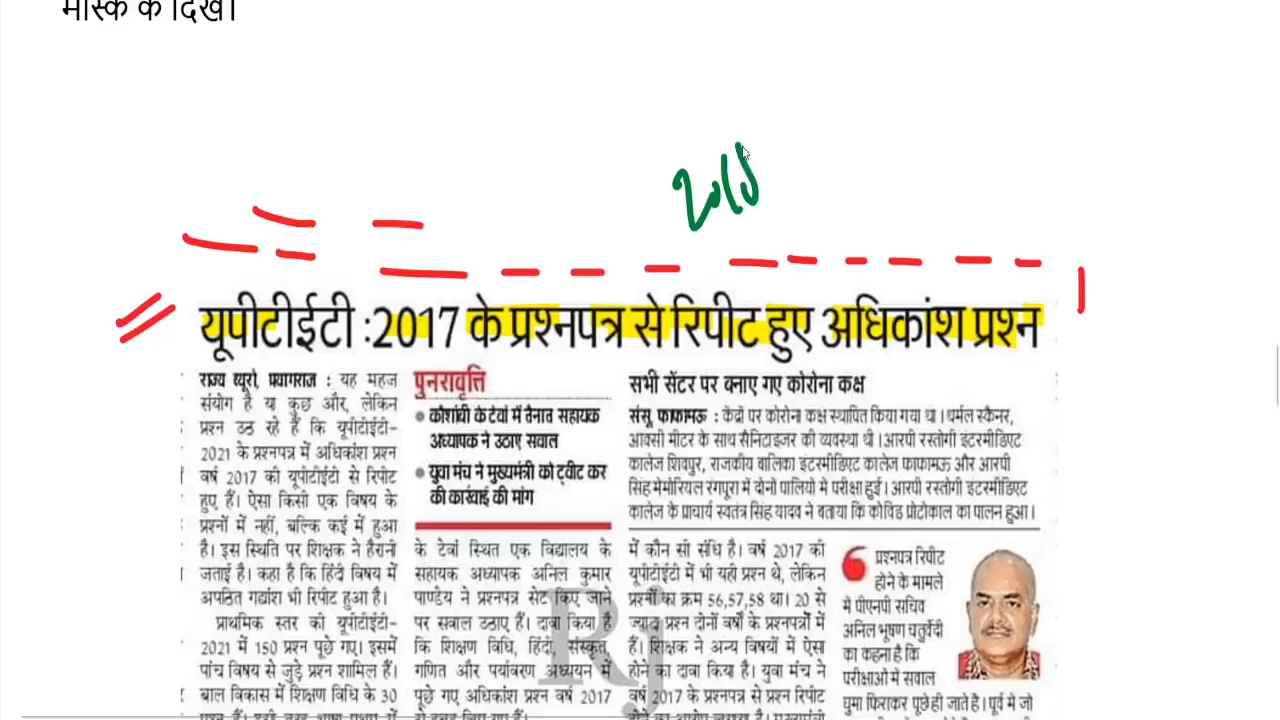 मास्क के दिखे।
2018
यूपीटीईटी :2017 के प्रश्नपत्र से रिपीट हुए अधिकांश प्रश्न
राज्य ब्यूरो, प्रयागराज : यह महज
संयोग है या कुछ और, लेकिन
प्रश्न उठ रहे हैं कि यूपीटीईटी-
2021 के प्रश्नपत्र में अधिकांश प्रश्न
वर्ष 2017 की यूपीटीईटी से रिपीट
हुए हैं। ऐसा किसी एक विषय के
प्रश्नों में नहीं, बल्कि कई में हुआ
है। इस स्थिति पर शिक्षक ने हैरानी
जताई है। कहा है कि हिंदी विषय में
अपठित गद्यांश भी रिपीट हुआ है।
प्राथमिक स्तर की यूपीटीईटी-
2021 में 150 प्रश्न पूछे गए। इसमें
पांच विषय से जुड़े प्रश्न शामिल हैं।
बाल विकास में शिक्षण विधि के 30
पुनरावृत्ति
कौशांबी के टेवां में तैनात सहायक
अध्यापक ने उठाए सवाल
युवा मंच ने मुख्यमंत्री को ट्वीट कर
की कार्रवाई की मांग
के टेवां स्थित एक विद्यालय के
सहायक अध्यापक अनिल कुमार
पाण्डेय ने प्रश्नपत्र सेट किए जाने
पर सवाल उठाए हैं। दावा किया है
कि शिक्षण विधि, हिंदी, संस्कृत,
गणित और पर्यावरण अध्ययन में
पूछे गए अधिकांश प्रश्न वर्ष 2017
सभी सेंटर पर बनाए गए कोरोना कक्ष
संसू, फाफामऊ : केंद्रों पर कोरोना कक्ष स्थापित किया गया था। थर्मल स्कैनर,
आक्सी मीटर के साथ सैनिटाइजर की व्यवस्था थी। आरपी रस्तोगी इंटरमीडिएट
कालेज शिवपुर, राजकीय बालिका इंटरमीडिएट कालेज फाफामऊ और आरपी
सिंह मेमोरियल रंगपुरा में दोनों पालियो मे परीक्षा हुई। आरपी रस्तोगी इंटरमीडिएट
कालेज के प्राचार्य स्वतंत्र सिंह यादव ने बताया कि कोविड प्रोटोकाल का पालन हुआ।
में कौन सी संधि है। वर्ष 2017 की
यूपीटीईटी में भी यही प्रश्न थे, लेकिन
प्रश्नों का क्रम 56,57,58 था। 20 से
ज्यादा प्रश्न दोनों वर्षों के प्रश्नपत्रों में
हैं। शिक्षक ने अन्य विषयों में ऐसा
होने का दावा किया है। युवा मंच ने
वर्ष 2017 के प्रश्नपत्र से प्रश्न रिपीट
प्रश्नपत्र रिपीट
होने के मामले
मे पीएनपी सचिव
अनिल भूषण चतुर्वेदी
का कहना है कि
परीक्षाओं मे सवाल
घुमा फिराकर पूछे ही जाते हैं। पूर्व मे जो
Rj